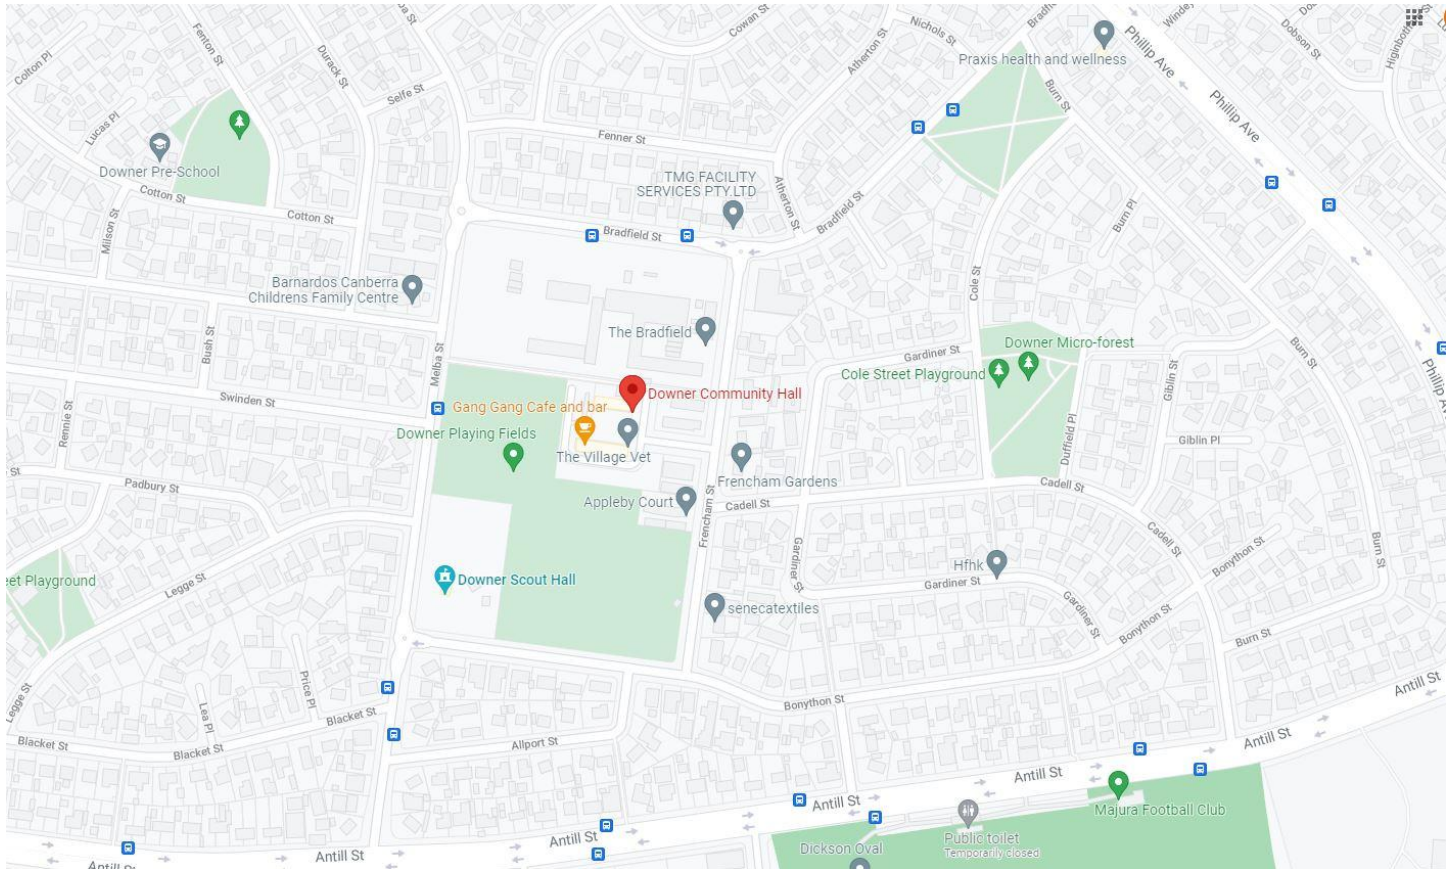 Colton Pl
Fenton St
Durack St
Selfe St
Lucas Pl
Downer Pre-School
Cotton St
Cotton St
Milson St
Cowan St
Nichols St
Atherton St
Praxis health and wellness
Phillip Ave
Phillip Ave
Dobson St
Burn St
Fenner St
TMG FACILITY
SERVICES PTY LTD
Atherton St
Bradfield St
Bradfield St
Burn Pl
Barnardos Canberra
Childrens Family Centre
Bush St
Melba St
The Bradfield
Cole St
Gardiner St
Downer Micro-forest
Cole Street Playground
Burn St
Giblin St
Giblin Pl
Duffield Pl
Swinden St
Rennie St
Gang Gang Cafe and bar
Downer Community Hall
Downer Playing Fields
The Village Vet
Frencham Gardens
Appleby Court
Cadell St
Cadell St
Cadell St
Padbury St
St
Frencham St
Gardiner St
Hfhk
Gardiner St
Gardiner St
Bonython St
Bonython St
Burn St
Burn St
eet Playground
Legge St
Legge St
Downer Scout Hall
senecatextiles
Price Pl
Lea Pl
Blacket St
Blacket St
Blacket St
Allport St
Bonython St
Antill St
Antill St
Antill St
Antill St
Antill St
Antill St
Antill St
Majura Football Club
Public toilet
Temporarily closed
Dickson Oval